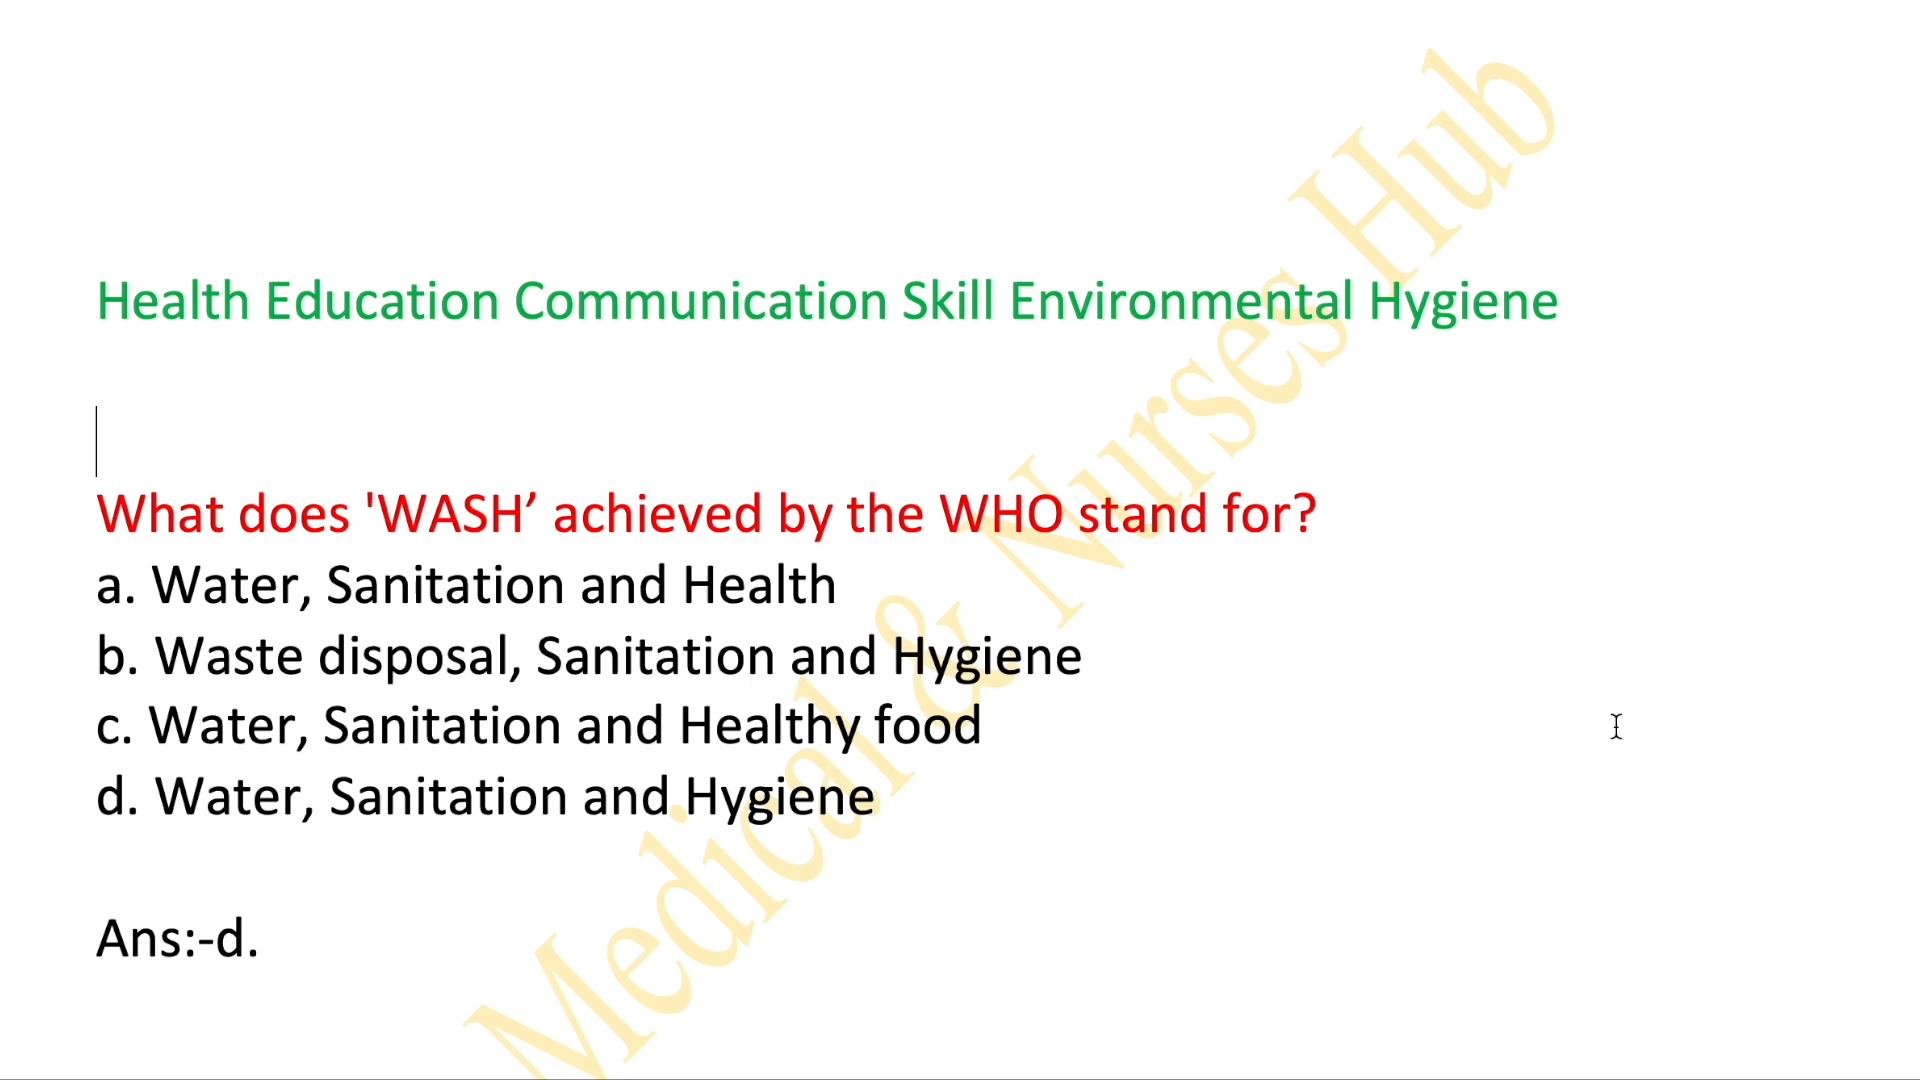 Health Education Communication Skill Environmental Hygiene
What does 'WASH’ achieved by the WHO stand for?
a. Water, Sanitation and Health
b. Waste disposal, Sanitation and Hygiene
c. Water, Sanitation and Healthy food
d. Water, Sanitation and Hygiene
Ans:-d.
Medical & Nurses Hub